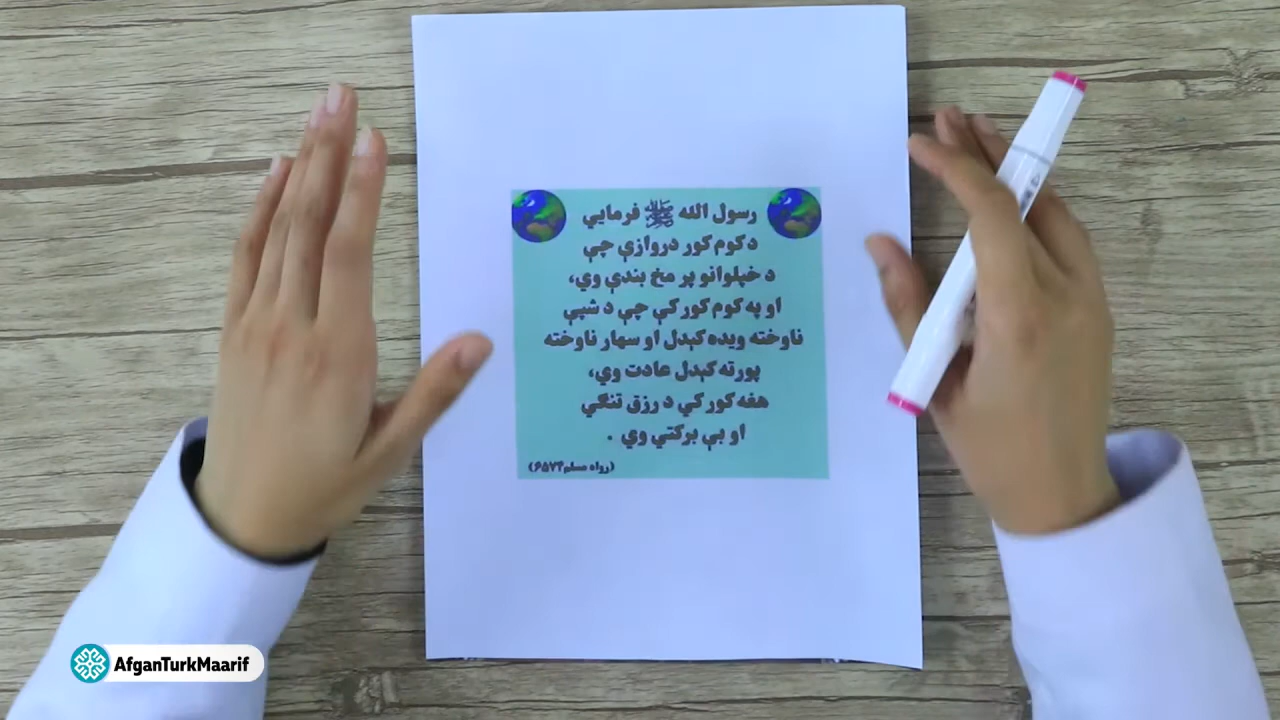 رسول الله ﷺ فرمايي
د کوم کور دروازې چې
د خپلوانو پر مخ بندې وي،
او په کوم کور کې چې د شپې
ناوخته ويده کېدل او سهار ناوخته
پورته کېدل عادت وي،
هغه کور کې د رزق تنګي
او بې برکتي وي .
(رواه مسلم ۶۵۷۴)
AfganTurkMaarif